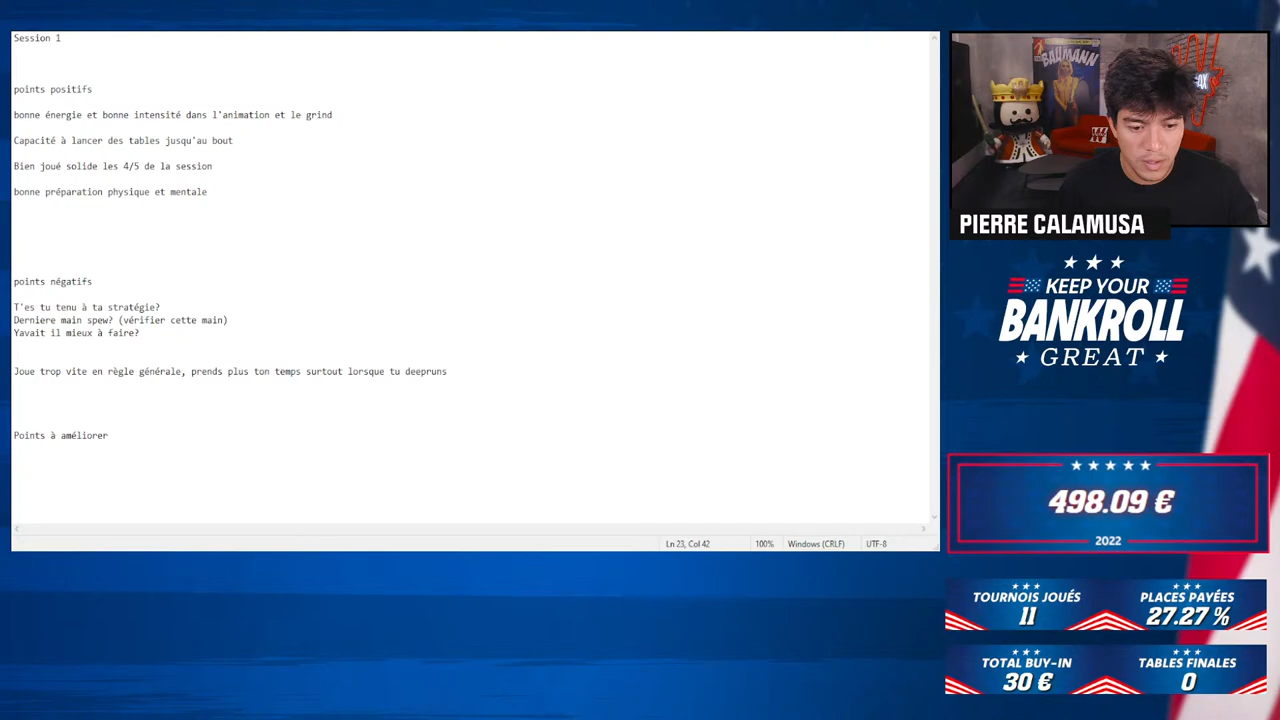 Session 1
points positifs
bonne énergie et bonne intensité dans l'animation et le grind
Capacité à lancer des tables jusqu'au bout
Bien joué solide les 4/5 de la session
bonne préparation physique et mentale
points négatifs
T'es tu tenu à ta stratégie?
Derniere main spew? (vérifier cette main)
Yavait il mieux à faire?
Joue trop vite en règle générale, prends plus ton temps surtout lorsque tu deepruns
Points à améliorer
Ln 23, Col 42
100%
Windows (CRLF)
UTF-8
BAUMANN
W
PIERRE CALAMUSA
KEEP YOUR
BANKROLL
GREAT
498.09 €
2022
TOURNOIS JOUÉS
11
PLACES PAYÉES
27.27 %
TOTAL BUY-IN
30 €
TABLES FINALES
0